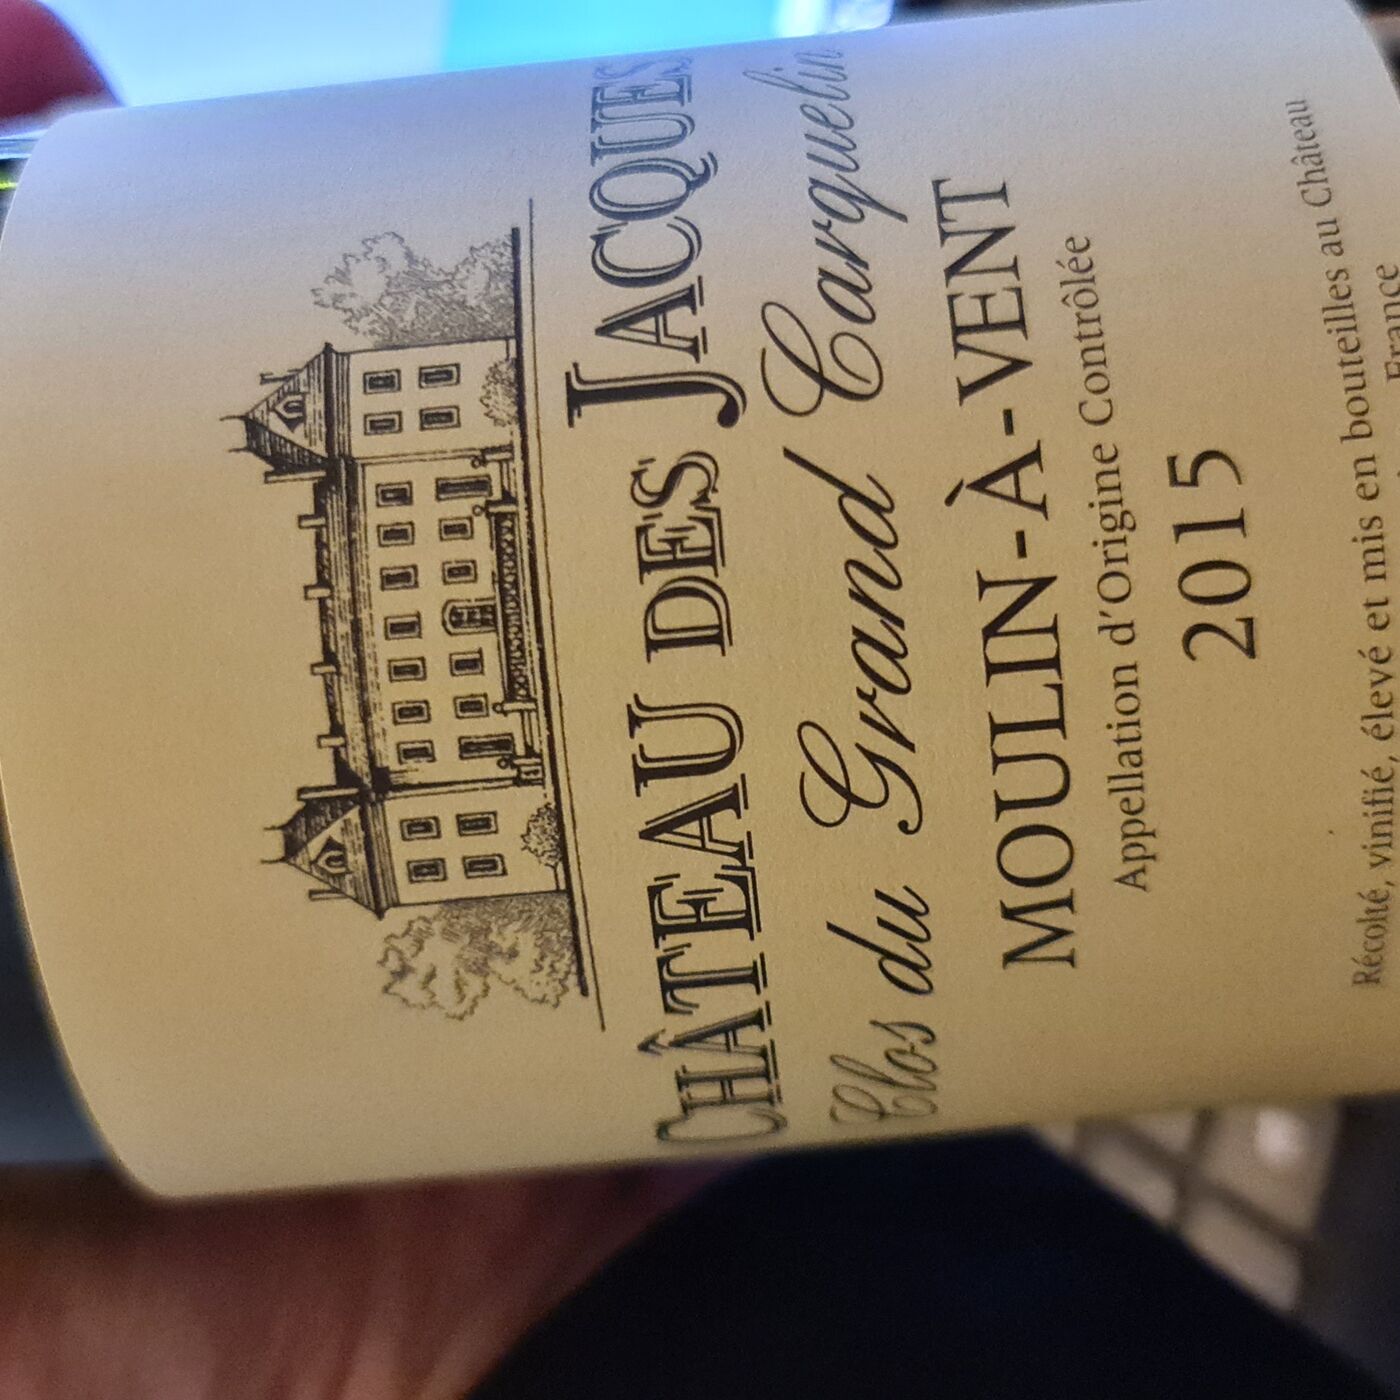 CHÂTEAU DES JACQUES
Clos du Grand Carquelin
MOULIN-À-VENT
Appellation d'Origine Contrôlée
2015
Récolté, vinifié, élevé et mis en bouteilles au Château
France